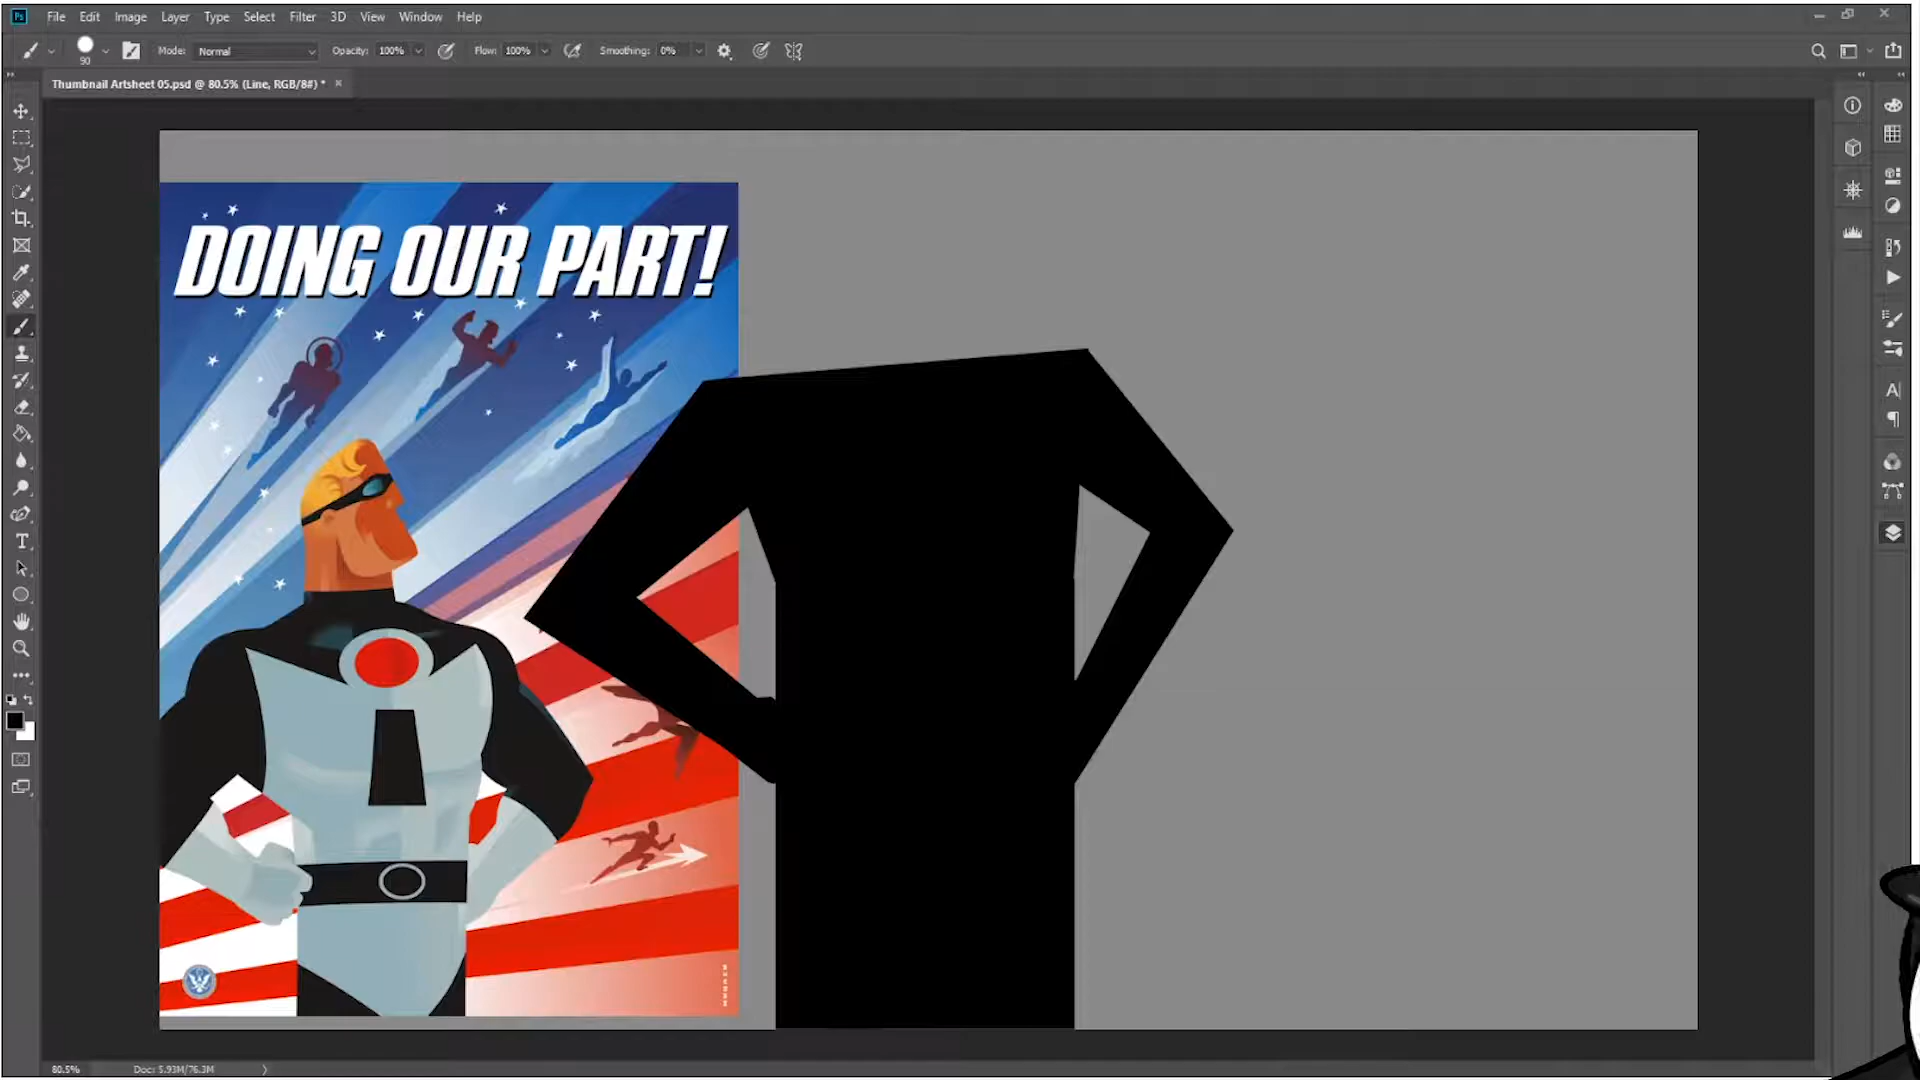 Ps File Edit Image Layer Type Select Filter 3D View Window Help
90 Mode: Normal Opacity: 100% Flow: 100% Smoothing: 0%
Thumbnail Artsheet 05.psd @ 80.5% (Line, RGB/8#) *
DOING OUR PART!
80.5% Doc: 5.93M/76.3M